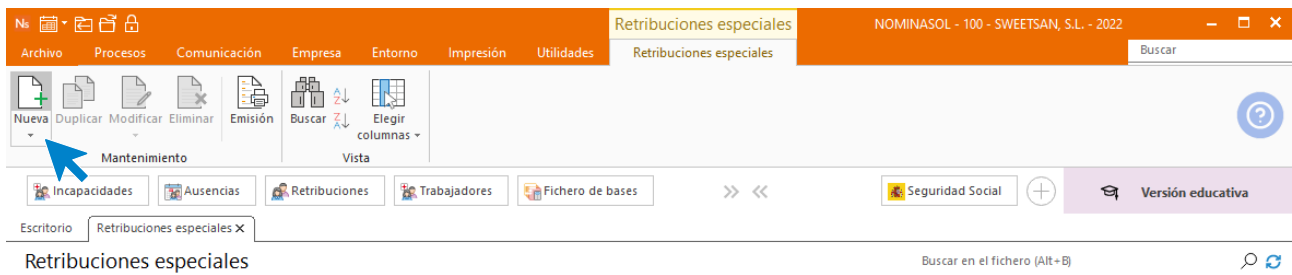 Ns Retribuciones especiales NOMINASOL - 100 - SWEETSAN, S.L. - 2022
Archivo Procesos Comunicación Empresa Entorno Impresión Utilidades Retribuciones especiales Buscar
Nueva Duplicar Modificar Eliminar Emisión Buscar Elegir
columnas
Mantenimiento Vista
Incapacidades Ausencias Retribuciones Trabajadores Fichero de bases Seguridad Social Versión educativa
Escritorio Retribuciones especiales
Retribuciones especiales Buscar en el fichero (Alt+B)